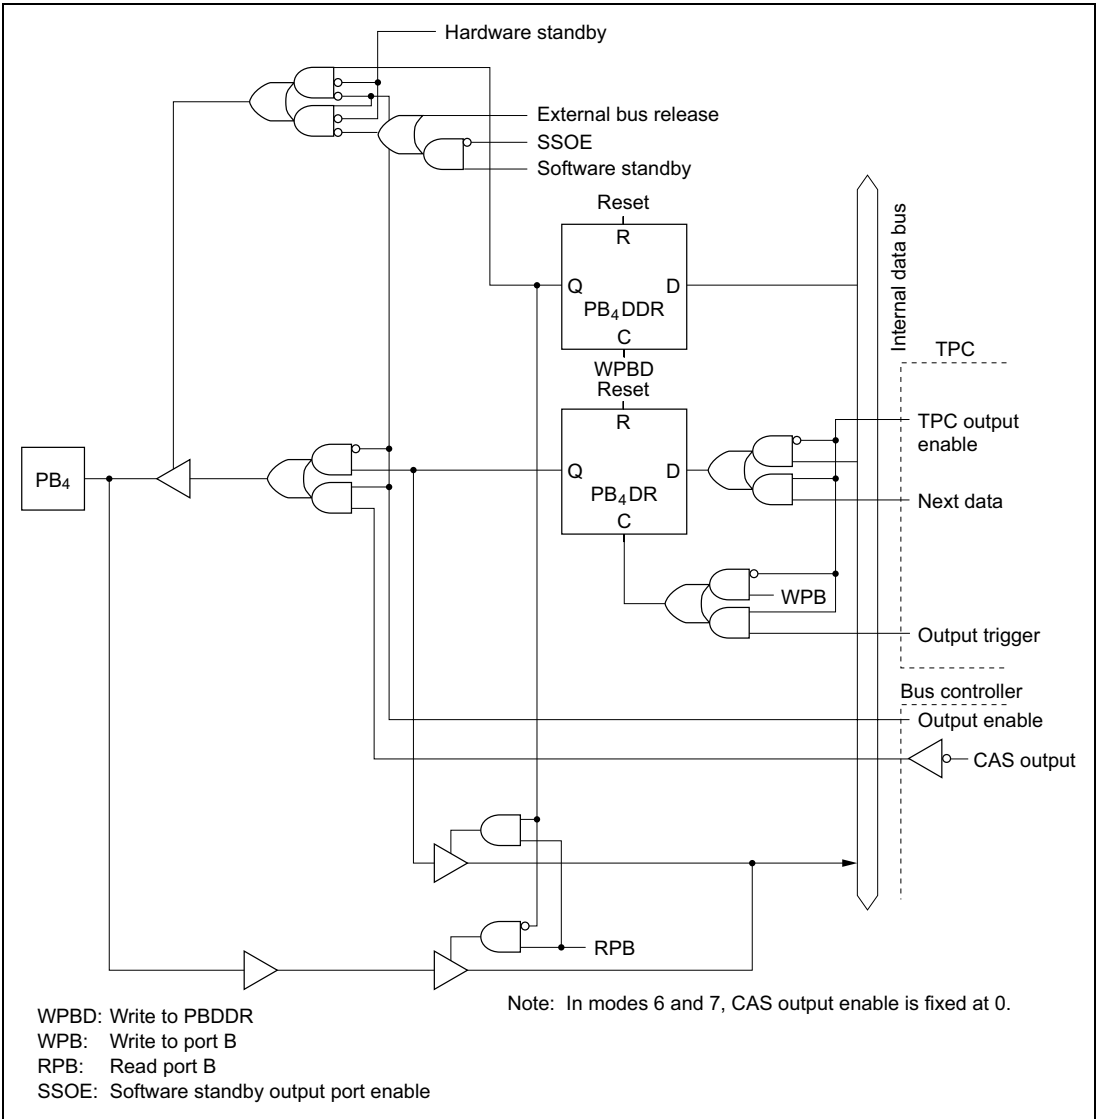 Hardware standby
External bus release
SSOE
Software standby
Reset
R
Q
D
PB4DDR
C
WPBD
Internal data bus
TPC
Reset
R
Q
D
PB4DR
C
TPC output
enable
Next data
PB4
WPB
Output trigger
Bus controller
Output enable
CAS output
RPB
Note: In modes 6 and 7, CAS output enable is fixed at 0.
WPBD: Write to PBDDR
WPB: Write to port B
RPB: Read port B
SSOE: Software standby output port enable